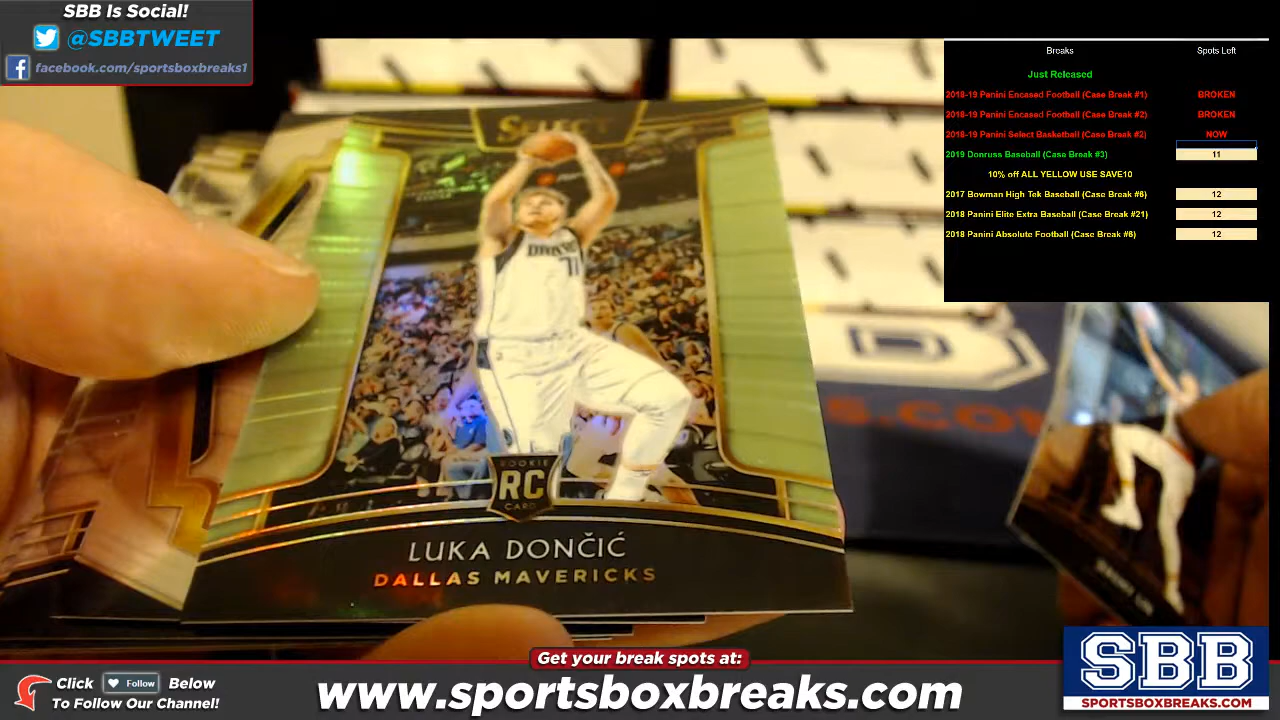 SBB Is Social!
@SBBTWEET
facebook.com/sportsboxbreaks1
Breaks Spots Left
Just Released
2018-19 Panini Encased Football (Case Break #1) BROKEN
2018-19 Panini Encased Football (Case Break #2) BROKEN
2018-19 Panini Select Basketball (Case Break #2) NOW
2019 Donruss Baseball (Case Break #3) 11
10% off ALL YELLOW USE SAVE10
2017 Bowman High Tek Baseball (Case Break #6) 12
2018 Panini Elite Extra Baseball (Case Break #21) 12
2018 Panini Absolute Football (Case Break #6) 12
SELECT
ROOKIE
RC
CARD
LUKA DONČIĆ
DALLAS MAVERICKS
Get your break spots at:
www.sportsboxbreaks.com
Click Follow Below
To Follow Our Channel!
SBB
SPORTSBOXBREAKS.COM